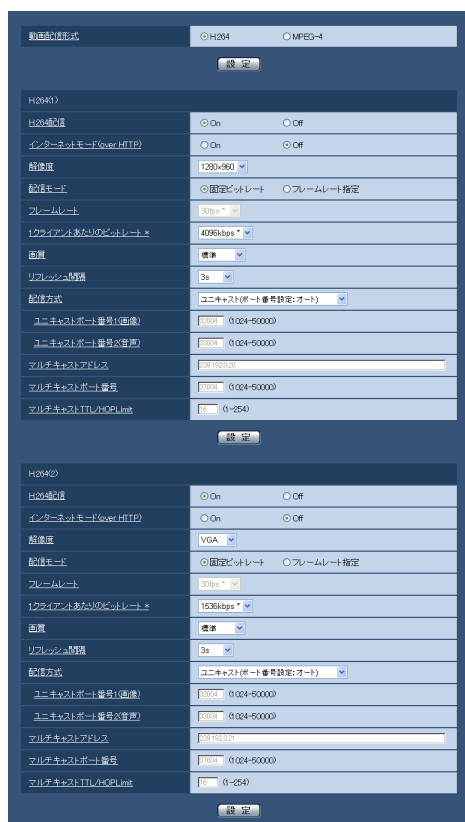 動画配信形式 H.264 MPEG-4
設定
H.264(1)
H.264配信 On Off
インターネットモード(over HTTP) On Off
解像度 1280×960
配信モード 固定ビットレート フレームレート指定
フレームレート 30fps *
1クライアントあたりのビットレート * 4096kbps *
画質 標準
リフレッシュ間隔 3s
配信方式 ユニキャスト(ポート番号設定:オート)
ユニキャストポート番号1(画像) 32004 (1024-50000)
ユニキャストポート番号2(音声) 33004 (1024-50000)
マルチキャストアドレス 239.192.0.20
マルチキャストポート番号 37004 (1024-50000)
マルチキャストTTL/HOPLimit 16 (1-254)
設定
H.264(2)
H.264配信 On Off
インターネットモード(over HTTP) On Off
解像度 VGA
配信モード 固定ビットレート フレームレート指定
フレームレート 30fps *
1クライアントあたりのビットレート * 1536kbps *
画質 標準
リフレッシュ間隔 3s
配信方式 ユニキャスト(ポート番号設定:オート)
ユニキャストポート番号1(画像) 32004 (1024-50000)
ユニキャストポート番号2(音声) 33004 (1024-50000)
マルチキャストアドレス 239.192.0.21
マルチキャストポート番号 37004 (1024-50000)
マルチキャストTTL/HOPLimit 16 (1-254)
設定